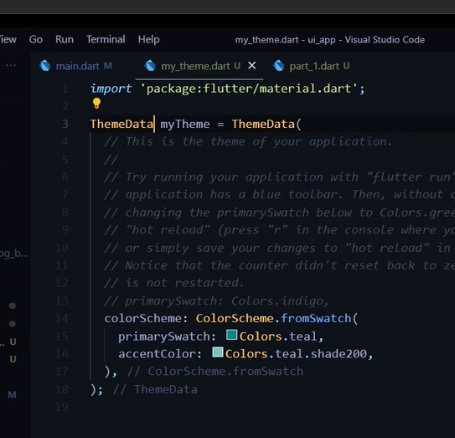 iew Go Run Terminal Help my_theme.dart - ui_app - Visual Studio Code
... main.dart M my_theme.dart U × part_1.dart U
1 import 'package:flutter/material.dart';
2
3 ThemeData myTheme = ThemeData(
4 // This is the theme of your application.
5 //
6 // Try running your application with "flutter run"
7 // application has a blue toolbar. Then, without
8 // changing the primarySwatch below to Colors.gree
9 // "hot reload" (press "r" in the console where yo
10 // or simply save your changes to "hot reload" in
11 // Notice that the counter didn't reset back to ze
12 // is not restarted.
13 // primarySwatch: Colors.indigo,
14 colorScheme: ColorScheme.fromSwatch(
15 primarySwatch: Colors.teal,
16 accentColor: Colors.teal.shade200,
17 ), // ColorScheme.fromSwatch
18 ); // ThemeData
19
og_b...
U
U
M